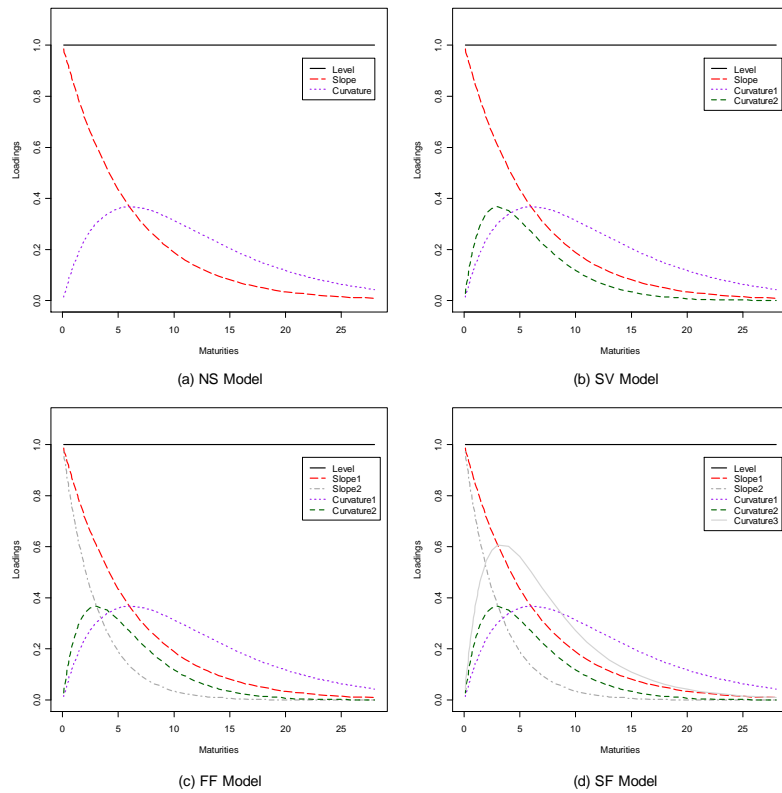 1.0
0.8
0.6
0.4
0.2
0.0
Loadings
Level
Slope
Curvature
0 5 10 15 20 25
Maturities
(a) NS Model
1.0
0.8
0.6
0.4
0.2
0.0
Loadings
Level
Slope
Curvature1
Curvature2
0 5 10 15 20 25
Maturities
(b) SV Model
1.0
0.8
0.6
0.4
0.2
0.0
Loadings
Level
Slope1
Slope2
Curvature1
Curvature2
0 5 10 15 20 25
Maturities
(c) FF Model
1.0
0.8
0.6
0.4
0.2
0.0
Loadings
Level
Slope1
Slope2
Curvature1
Curvature2
Curvature3
0 5 10 15 20 25
Maturities
(d) SF Model